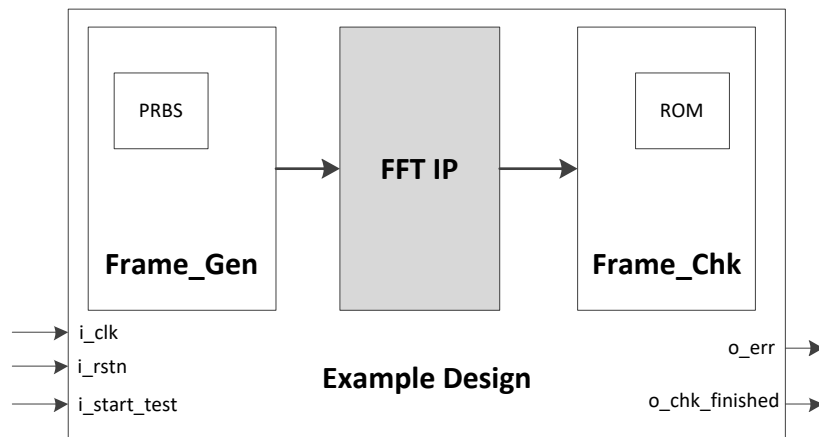 PRBS
ROM
FFT IP
Frame_Gen
Frame_Chk
i_clk
i_rstn
i_start_test
Example Design
o_err
o_chk_finished